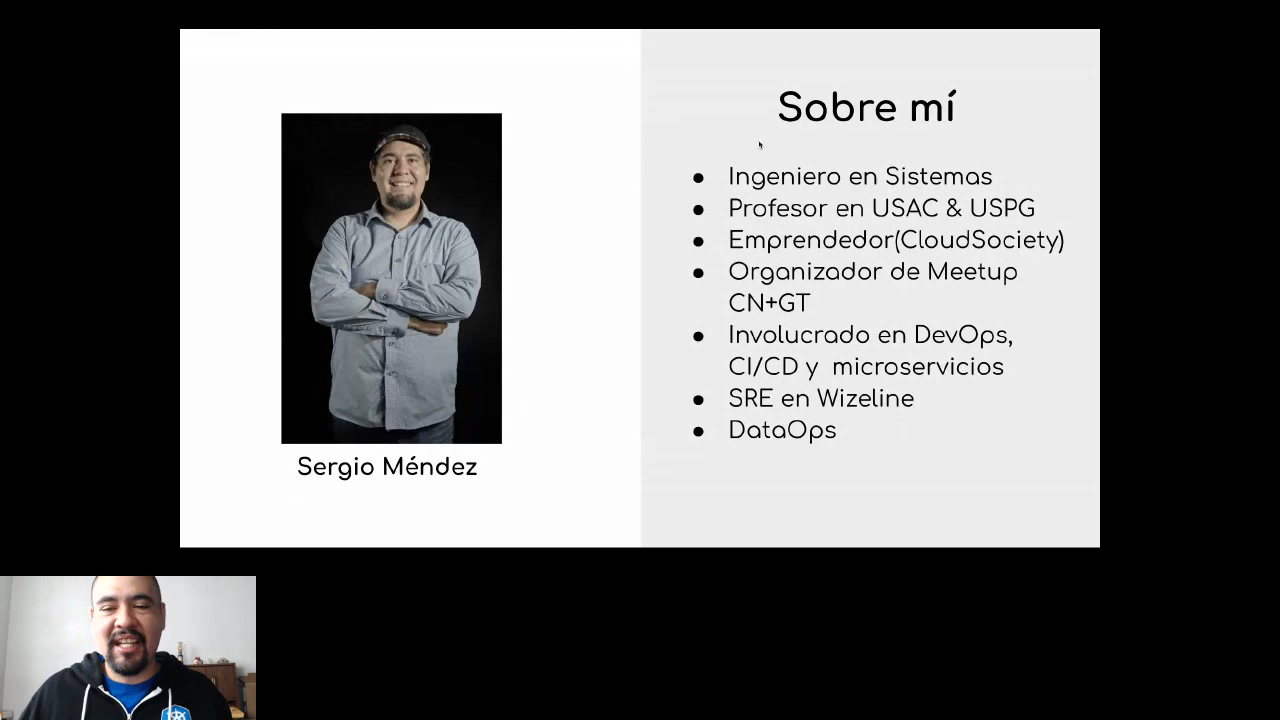 Sobre mí
Ingeniero en Sistemas
Profesor en USAC & USPG
Emprendedor(CloudSociety)
Organizador de Meetup
CN+GT
Involucrado en DevOps,
CI/CD y  microservicios
SRE en Wizeline
DataOps
Sergio Méndez